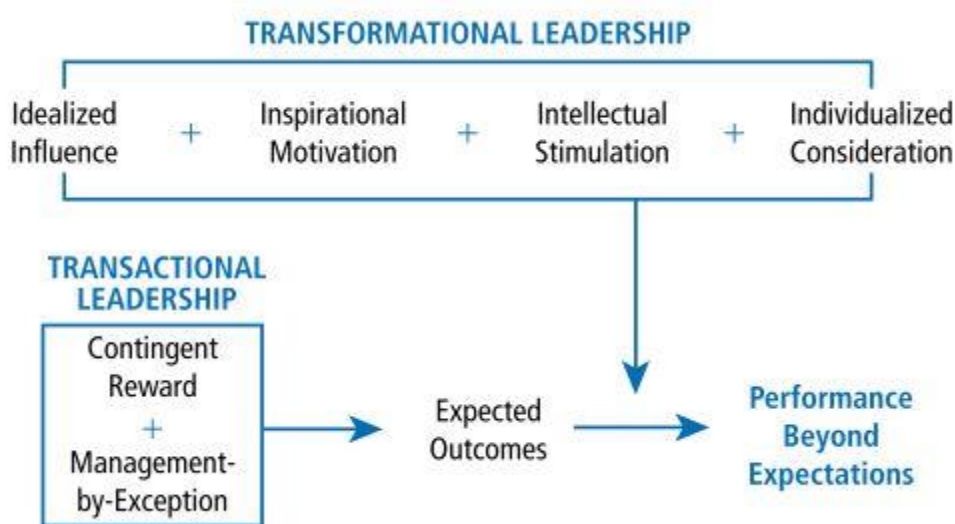 TRANSFORMATIONAL LEADERSHIP
Idealized
Influence
+
Inspirational
Motivation
+
Intellectual
Stimulation
+
Individualized
Consideration
TRANSACTIONAL
LEADERSHIP
Contingent
Reward
+
Management-
by-Exception
Expected
Outcomes
Performance
Beyond
Expectations